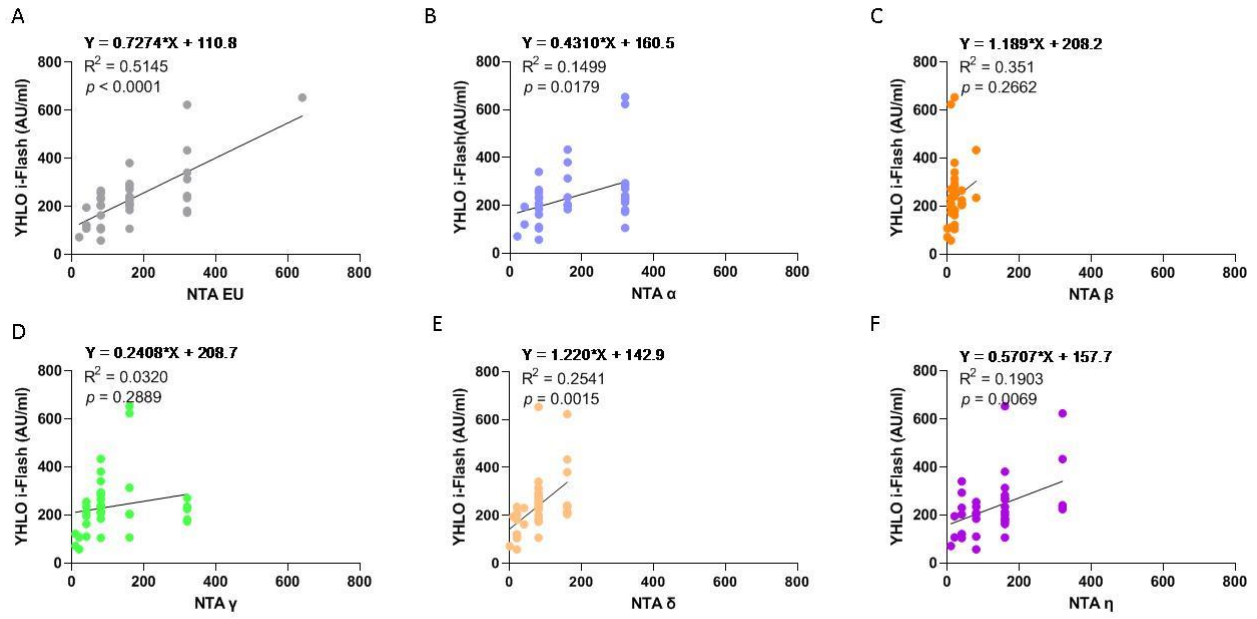 A
Y = 0.7274*X + 110.8
R² = 0.5145
p < 0.0001
YHLO i-Flash (AU/ml)
800
600
400
200
0
0 200 400 600 800
NTA EU
B
Y = 0.4310*X + 160.5
R² = 0.1499
p = 0.0179
YHLO i-Flash(AU/ml)
800
600
400
200
0
0 200 400 600 800
NTA α
C
Y = 1.189*X + 208.2
R² = 0.351
p = 0.2662
YHLO i-Flash (AU/ml)
800
600
400
200
0
0 200 400 600 800
NTA β
D
Y = 0.2408*X + 208.7
R² = 0.0320
p = 0.2889
YHLO i-Flash (AU/ml)
800
600
400
200
0
0 200 400 600 800
NTA γ
E
Y = 1.220*X + 142.9
R² = 0.2541
p = 0.0015
YHLO i-Flash (AU/ml)
800
600
400
200
0
0 200 400 600 800
NTA δ
F
Y = 0.5707*X + 157.7
R² = 0.1903
p = 0.0069
YHLO i-Flash (AU/ml)
800
600
400
200
0
0 200 400 600 800
NTA η